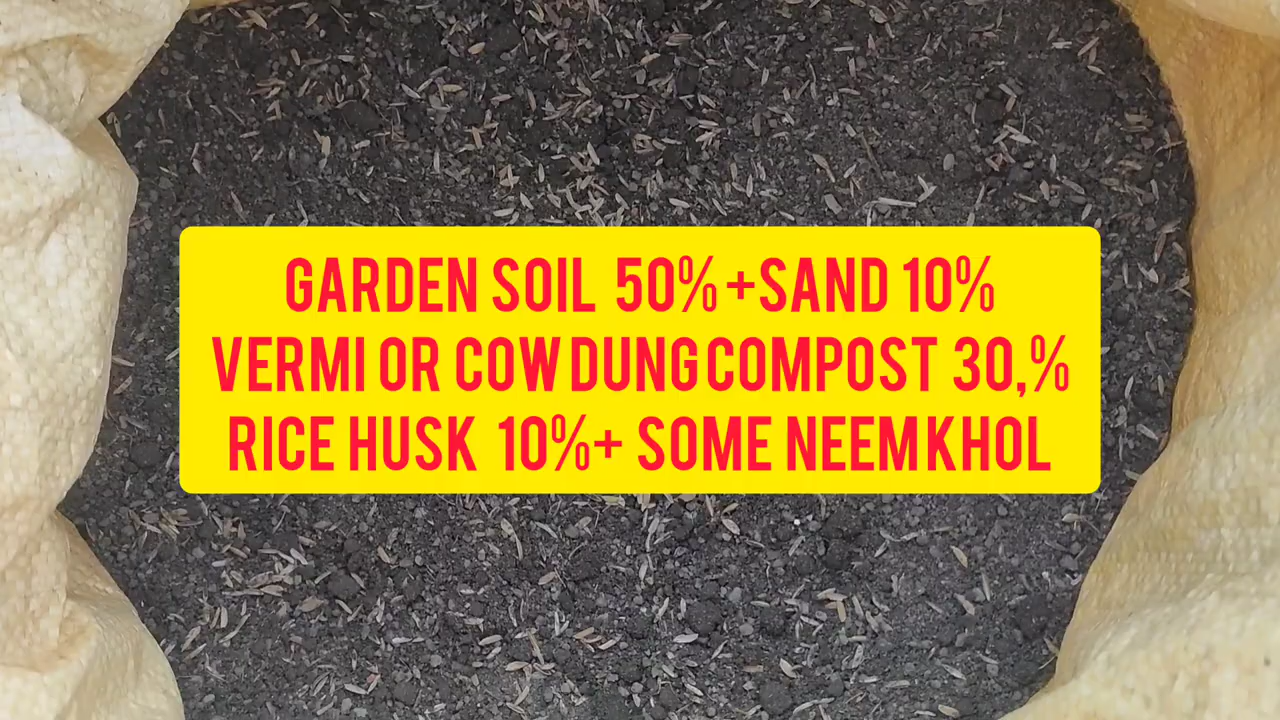 GARDEN SOIL 50%+SAND 10%
VERMI OR COW DUNG COMPOST 30,%
RICE HUSK 10%+ SOME NEEM KHOL